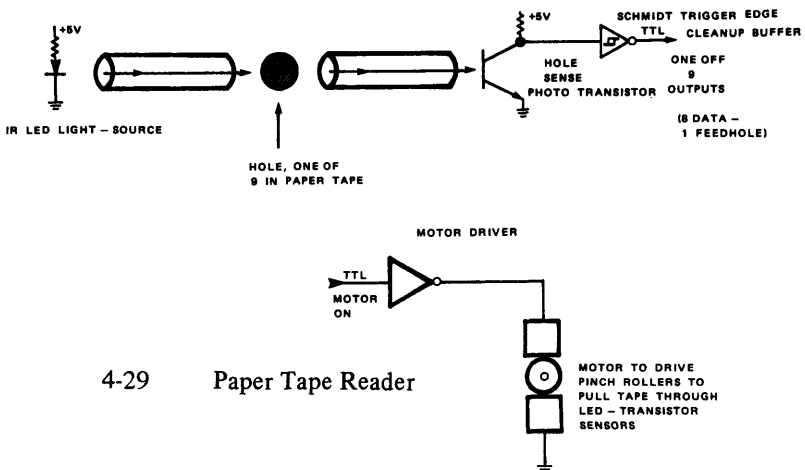 +5V
IR LED LIGHT – SOURCE
HOLE, ONE OF
9 IN PAPER TAPE
+5V
HOLE
SENSE
PHOTO TRANSISTOR
SCHMIDT TRIGGER EDGE
CLEANUP BUFFER
TTL
ONE OFF
9
OUTPUTS
(8 DATA –
1 FEEDHOLE)
MOTOR DRIVER
TTL
MOTOR
ON
MOTOR TO DRIVE
PINCH ROLLERS TO
PULL TAPE THROUGH
LED – TRANSISTOR
SENSORS
4-29 Paper Tape Reader